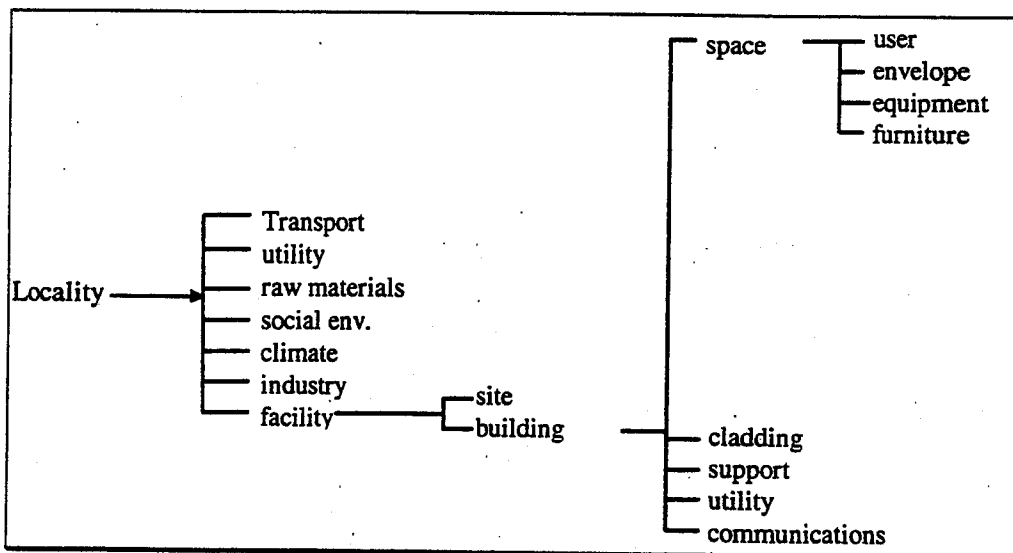 Locality
Transport
utility
raw materials
social env.
climate
industry
facility
site
building
space
cladding
support
utility
communications
user
envelope
equipment
furniture